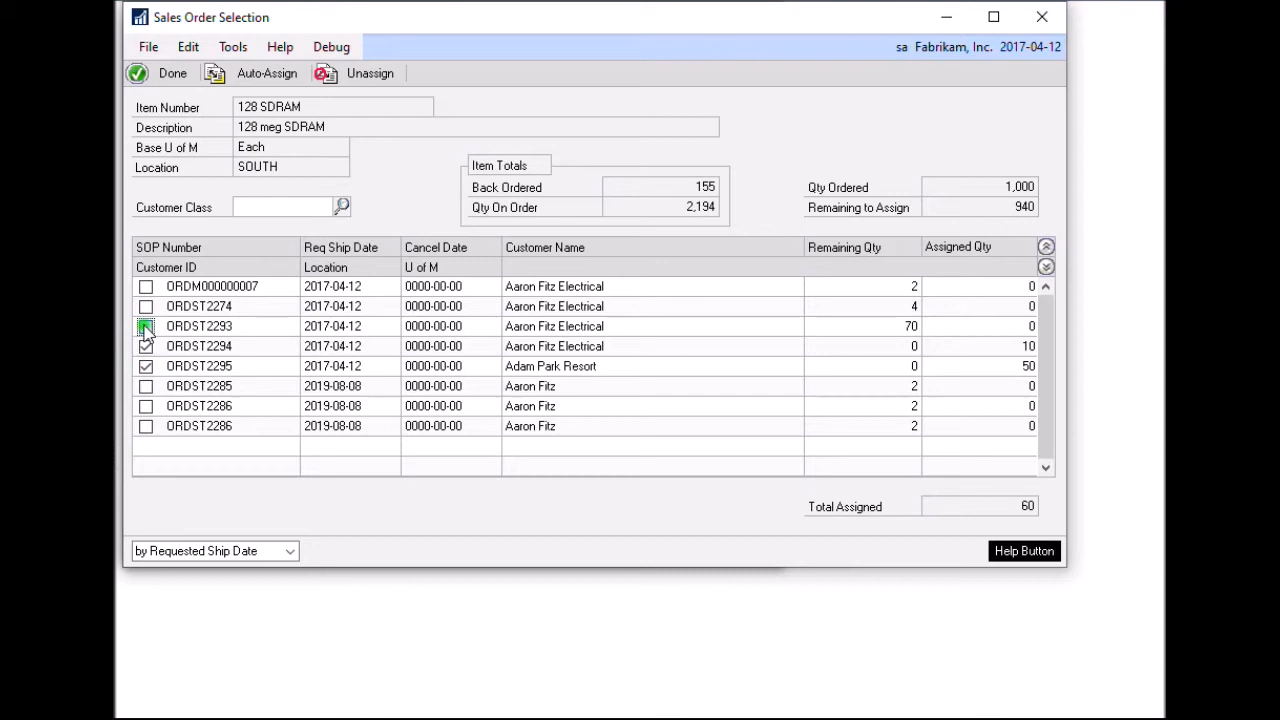 Sales Order Selection
File Edit Tools Help Debug sa Fabrikam, Inc. 2017-04-12
Done Auto-Assign Unassign
Item Number 128 SDRAM
Description 128 meg SDRAM
Base U of M Each
Location SOUTH
Item Totals
Back Ordered 155 Qty Ordered 1,000
Customer Class Qty On Order 2,194 Remaining to Assign 940
SOP Number Req Ship Date Cancel Date Customer Name Remaining Qty Assigned Qty
Customer ID Location U of M
ORDM000000007 2017-04-12 0000-00-00 Aaron Fitz Electrical 2 0
ORDST2274 2017-04-12 0000-00-00 Aaron Fitz Electrical 4 0
ORDST2293 2017-04-12 0000-00-00 Aaron Fitz Electrical 70 0
ORDST2294 2017-04-12 0000-00-00 Aaron Fitz Electrical 0 10
ORDST2295 2017-04-12 0000-00-00 Adam Park Resort 0 50
ORDST2285 2019-08-08 0000-00-00 Aaron Fitz 2 0
ORDST2286 2019-08-08 0000-00-00 Aaron Fitz 2 0
ORDST2286 2019-08-08 0000-00-00 Aaron Fitz 2 0
Total Assigned 60
by Requested Ship Date Help Button